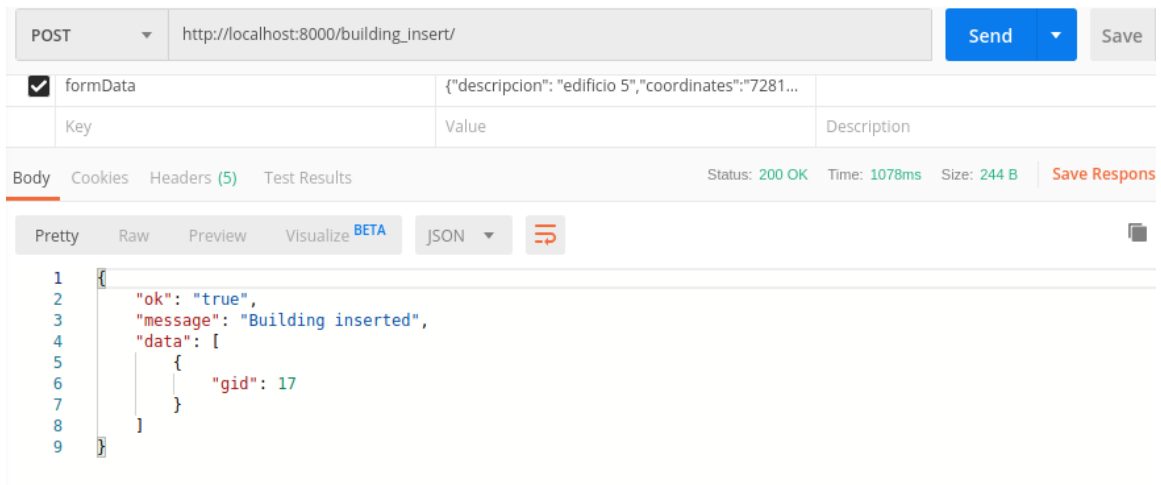 POST http://localhost:8000/building_insert/ Send Save
formData {"descripcion": "edificio 5","coordinates":"7281...
Key Value Description
Body Cookies Headers (5) Test Results Status: 200 OK Time: 1078ms Size: 244 B Save Respons
Pretty Raw Preview Visualize BETA JSON
1 {
2 "ok": "true",
3 "message": "Building inserted",
4 "data": [
5 {
6 "gid": 17
7 }
8 ]
9 }